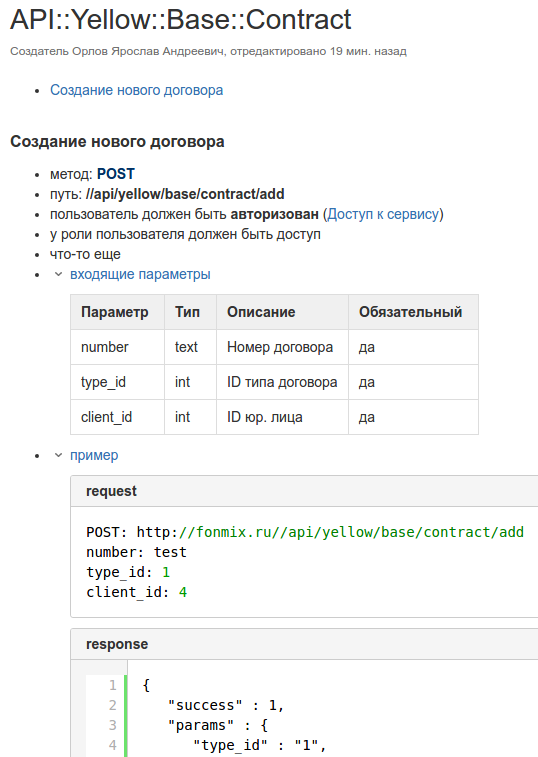 API::Yellow::Base::Contract
Создатель Орлов Ярослав Андреевич, отредактировано 19 мин. назад
Создание нового договора
Создание нового договора
метод: POST
путь: //api/yellow/base/contract/add
пользователь должен быть авторизован (Доступ к сервису)
у роли пользователя должен быть доступ
что-то еще
входящие параметры
Параметр Тип Описание Обязательный
number text Номер договора да
type_id int ID типа договора да
client_id int ID юр. лица да
пример
request
POST: http://fonmix.ru//api/yellow/base/contract/add
number: test
type_id: 1
client_id: 4
response
1 {
2 "success" : 1,
3 "params" : {
4 "type_id" : "1",